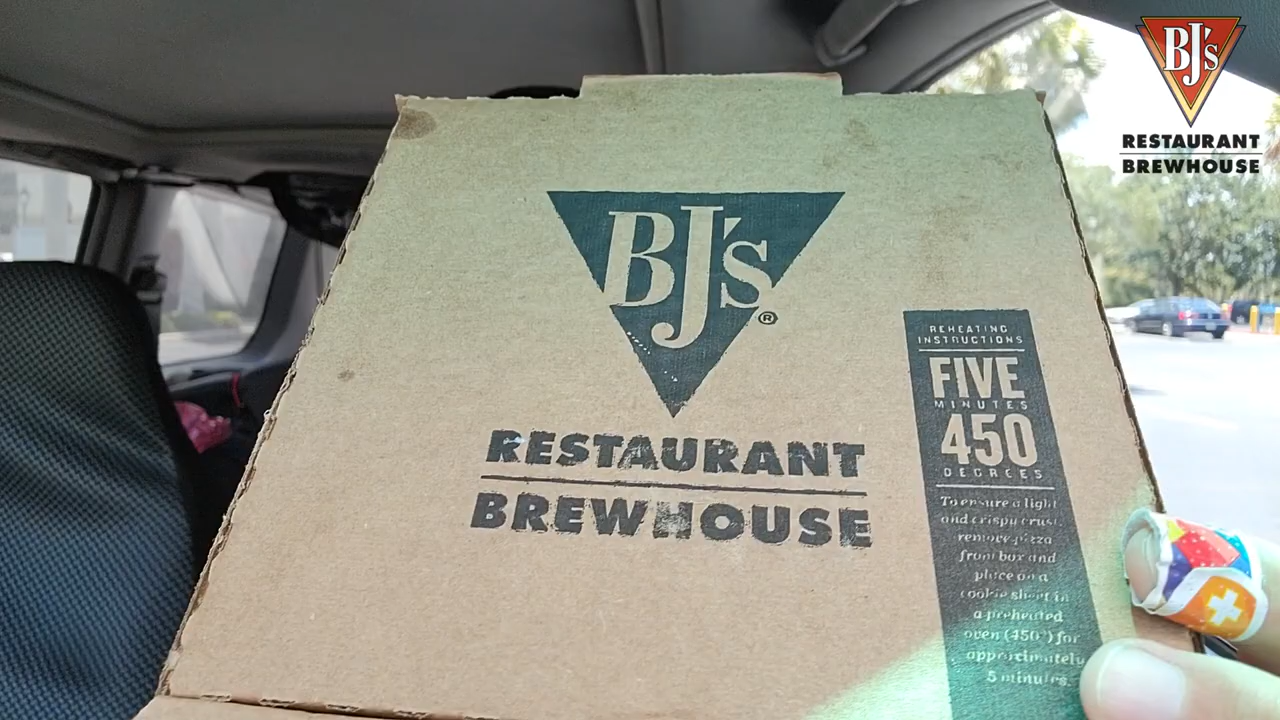 BJ's
RESTAURANT
BREWHOUSE
BJ's®
RESTAURANT
BREWHOUSE
REHEATING
INSTRUCTIONS
FIVE
MINUTES
450
DEGREES
To ensure a light
and crispy crust,
remove pizza
from box and
place on a
cookie sheet in
a preheated
oven (450°) for
approximately
5 minutes.